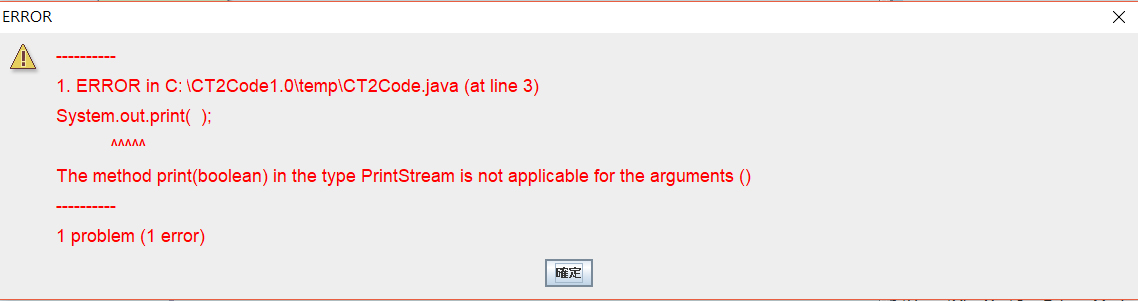 ERROR
----------
1. ERROR in C: \CT2Code1.0\temp\CT2Code.java (at line 3)
System.out.print(  );
^^^^^
The method print(boolean) in the type PrintStream is not applicable for the arguments ()
----------
1 problem (1 error)
確定